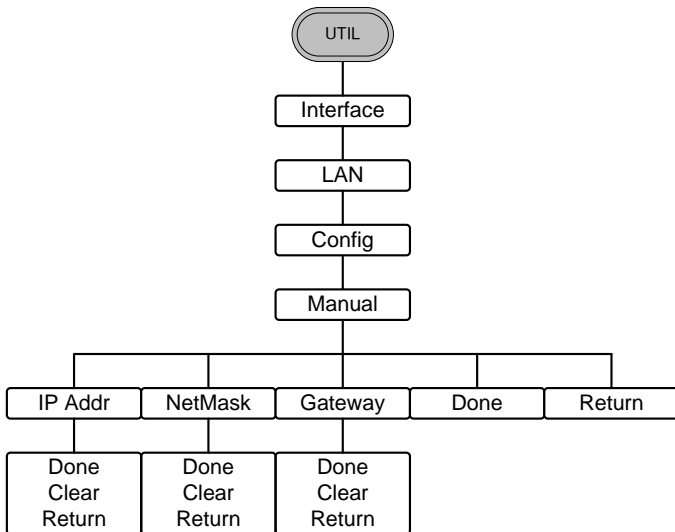 UTIL
Interface
LAN
Config
Manual
IP Addr
NetMask
Gateway
Done
Return
Done
Clear
Return
Done
Clear
Return
Done
Clear
Return